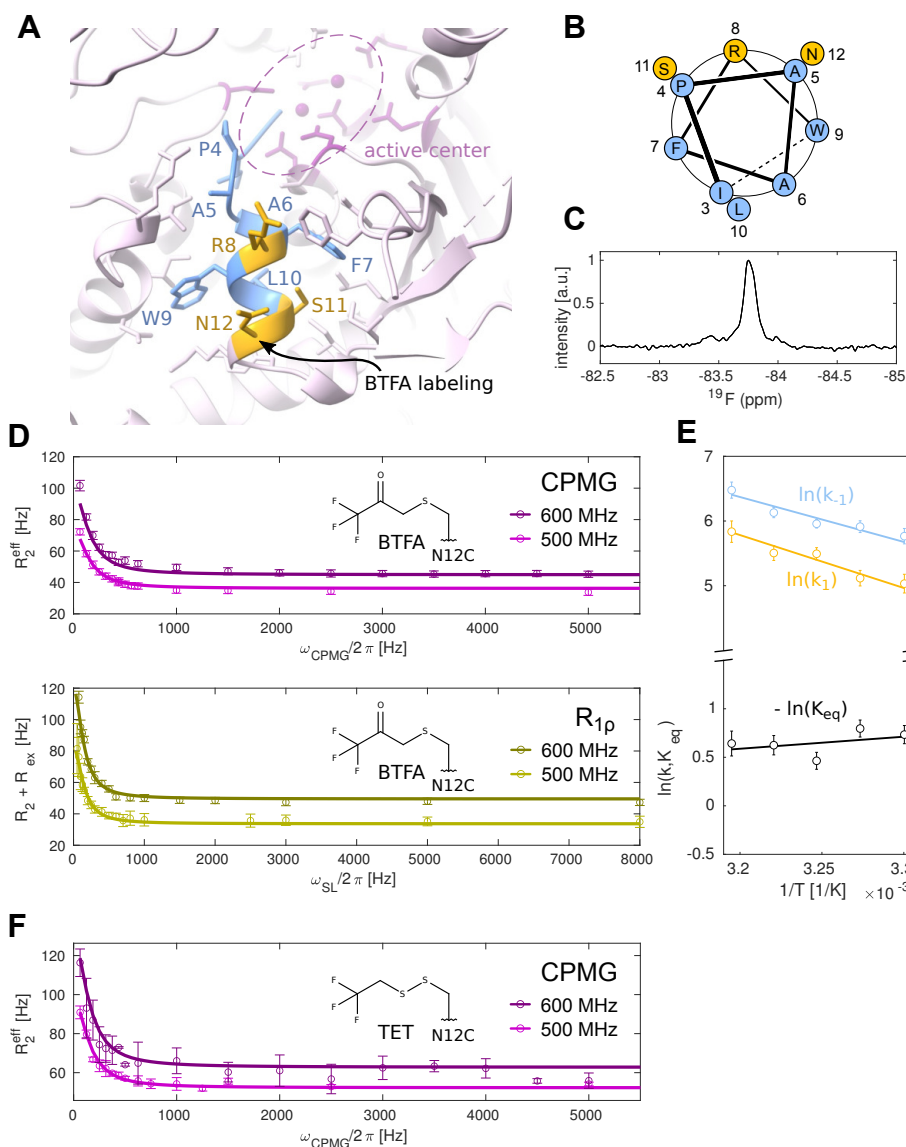 A
P4
active center
A5
A6
R8
F7
L10
W9
S11
N12
BTFA labeling
B
8
R
11 S
N 12
4 P
A 5
7 F
W 9
I
3
L
10
A
6
C
intensity [a.u.]
1
0.5
0
-82.5 -83 -83.5 -84 -84.5 -85
19F (ppm)
D
CPMG
600 MHz
500 MHz
O
F
F
F
S
BTFA
N12C
R2eff [Hz]
120
100
80
60
40
20
0 1000 2000 3000 4000 5000
ωCPMG/2 π [Hz]
R1ρ
600 MHz
500 MHz
O
F
F
F
S
BTFA
N12C
R2 + Rex [Hz]
120
100
80
60
40
20
0 1000 2000 3000 4000 5000 6000 7000 8000
ωSL/2 π [Hz]
E
7
6
5
1
0.5
0
-0.5
ln(k-1)
ln(k1)
- ln(Keq)
ln(k,Keq)
3.2 3.25
1/T [1/K] ×10
F
CPMG
600 MHz
500 MHz
F
F
F
S
S
TET
N12C
R2eff [Hz]
120
100
80
60
0 1000 2000 3000 4000 5000
ωCPMG/2 π [Hz]